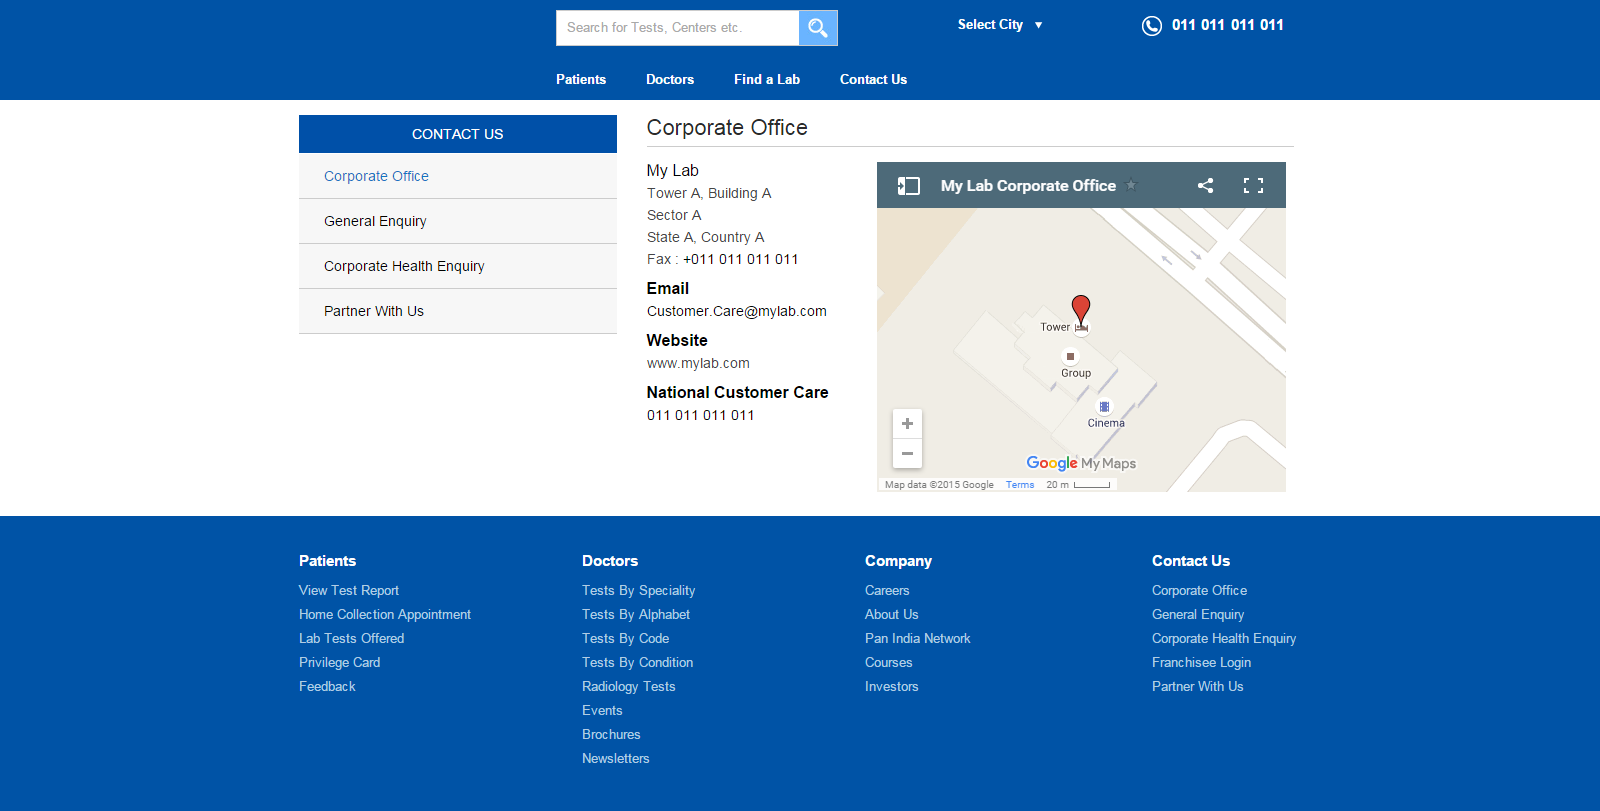 Search for Tests, Centers etc.
Select City
011 011 011 011
Patients
Doctors
Find a Lab
Contact Us
CONTACT US
Corporate Office
General Enquiry
Corporate Health Enquiry
Partner With Us
Corporate Office
My Lab
Tower A, Building A
Sector A
State A, Country A
Fax : +011 011 011 011
Email
Customer.Care@mylab.com
Website
www.mylab.com
National Customer Care
011 011 011 011
My Lab Corporate Office
Tower
Group
Cinema
+
−
Google My Maps
Map data ©2015 Google Terms 20 m
Patients
View Test Report
Home Collection Appointment
Lab Tests Offered
Privilege Card
Feedback
Doctors
Tests By Speciality
Tests By Alphabet
Tests By Code
Tests By Condition
Radiology Tests
Events
Brochures
Newsletters
Company
Careers
About Us
Pan India Network
Courses
Investors
Contact Us
Corporate Office
General Enquiry
Corporate Health Enquiry
Franchisee Login
Partner With Us